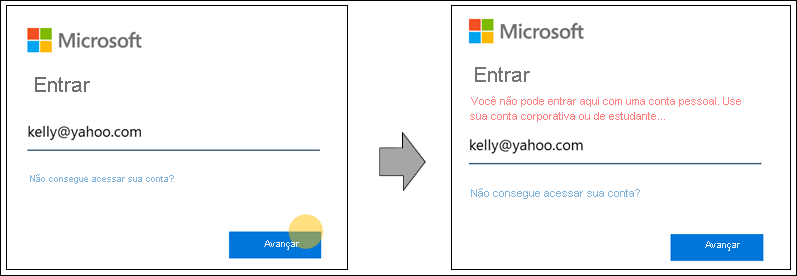 Microsoft
Entrar
kelly@yahoo.com
Não consegue acessar sua conta?
Avançar
Microsoft
Entrar
Você não pode entrar aqui com uma conta pessoal. Use
sua conta corporativa ou de estudante...
kelly@yahoo.com
Não consegue acessar sua conta?
Avançar